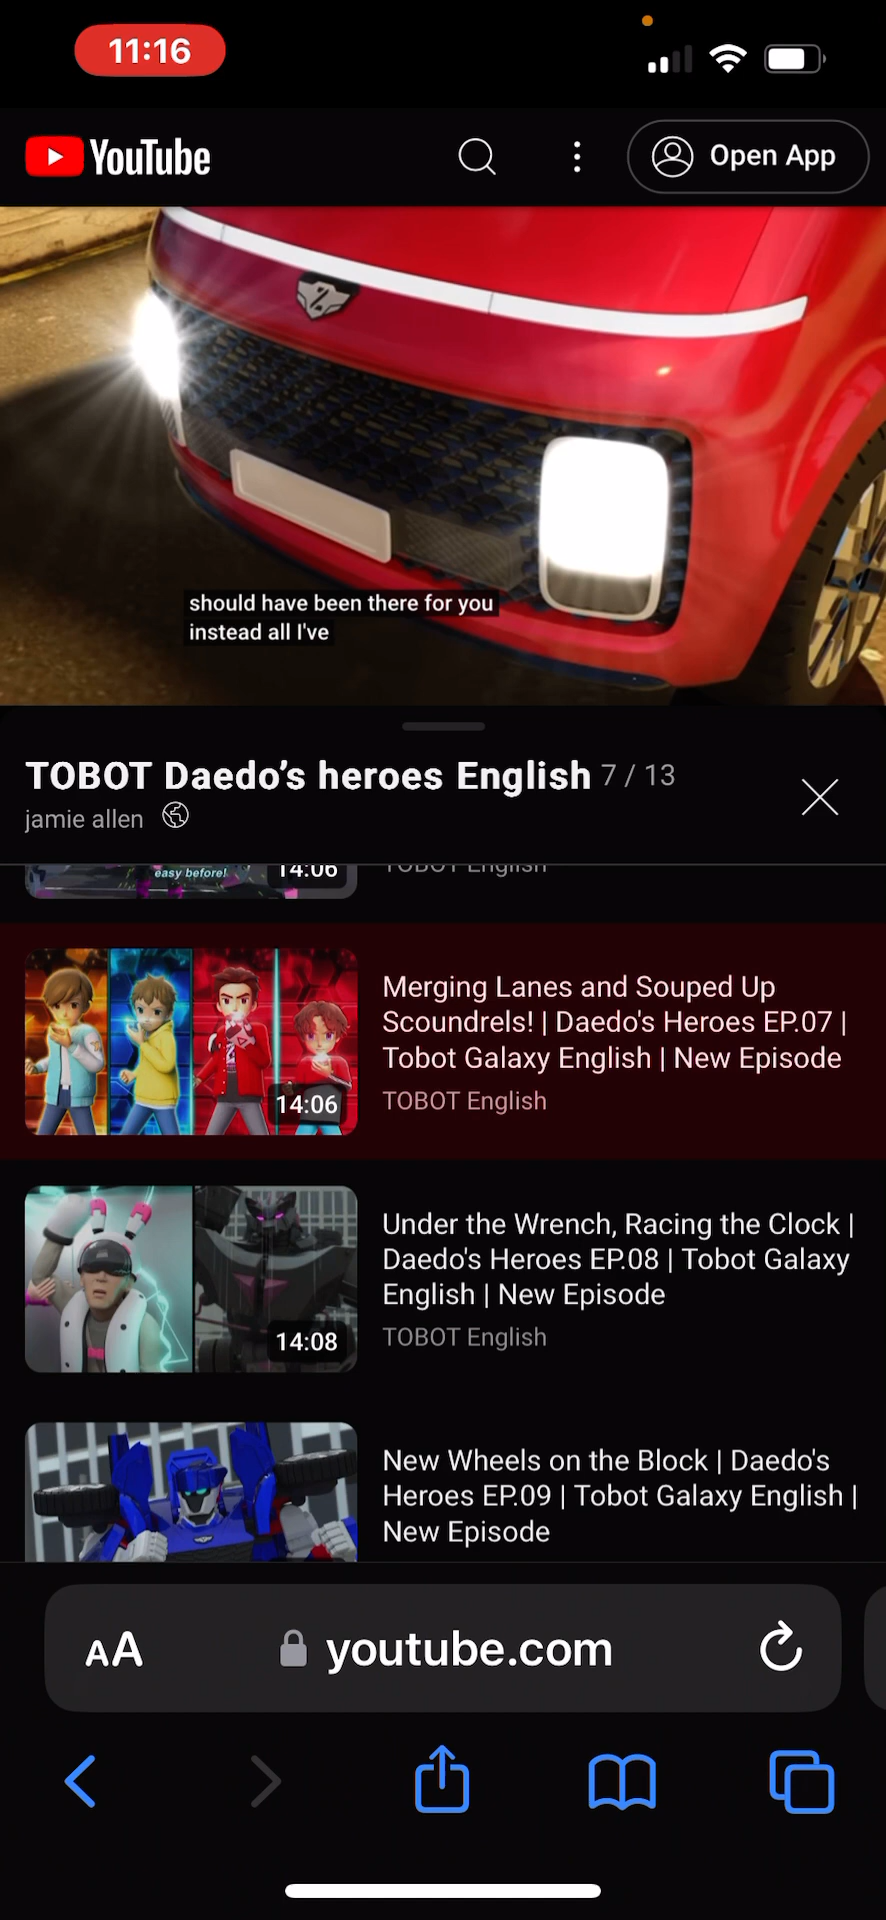 11:16
YouTube
Open App
should have been there for you
instead all I've
TOBOT Daedo’s heroes English 7 / 13
jamie allen
easy before!
14:06
TOBOT English
Merging Lanes and Souped Up
Scoundrels! | Daedo's Heroes EP.07 |
Tobot Galaxy English | New Episode
TOBOT English
14:06
Under the Wrench, Racing the Clock |
Daedo's Heroes EP.08 | Tobot Galaxy
English | New Episode
TOBOT English
14:08
New Wheels on the Block | Daedo's
Heroes EP.09 | Tobot Galaxy English |
New Episode
AA
youtube.com